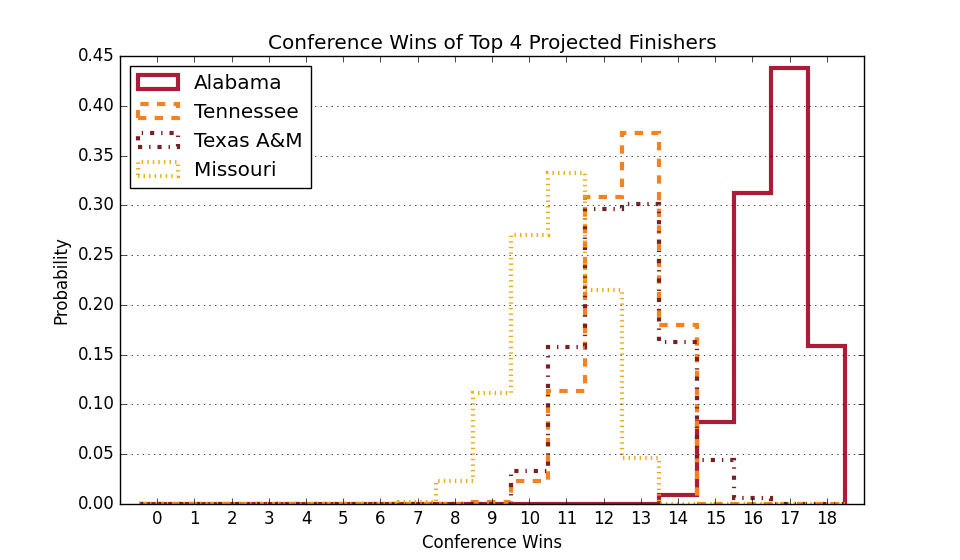 Conference Wins of Top 4 Projected Finishers
Alabama
Tennessee
Texas A&M
Missouri
0.45
0.40
0.35
0.30
0.25
0.20
0.15
0.10
0.05
0.00
Probability
0 1 2 3 4 5 6 7 8 9 10 11 12 13 14 15 16 17 18
Conference Wins